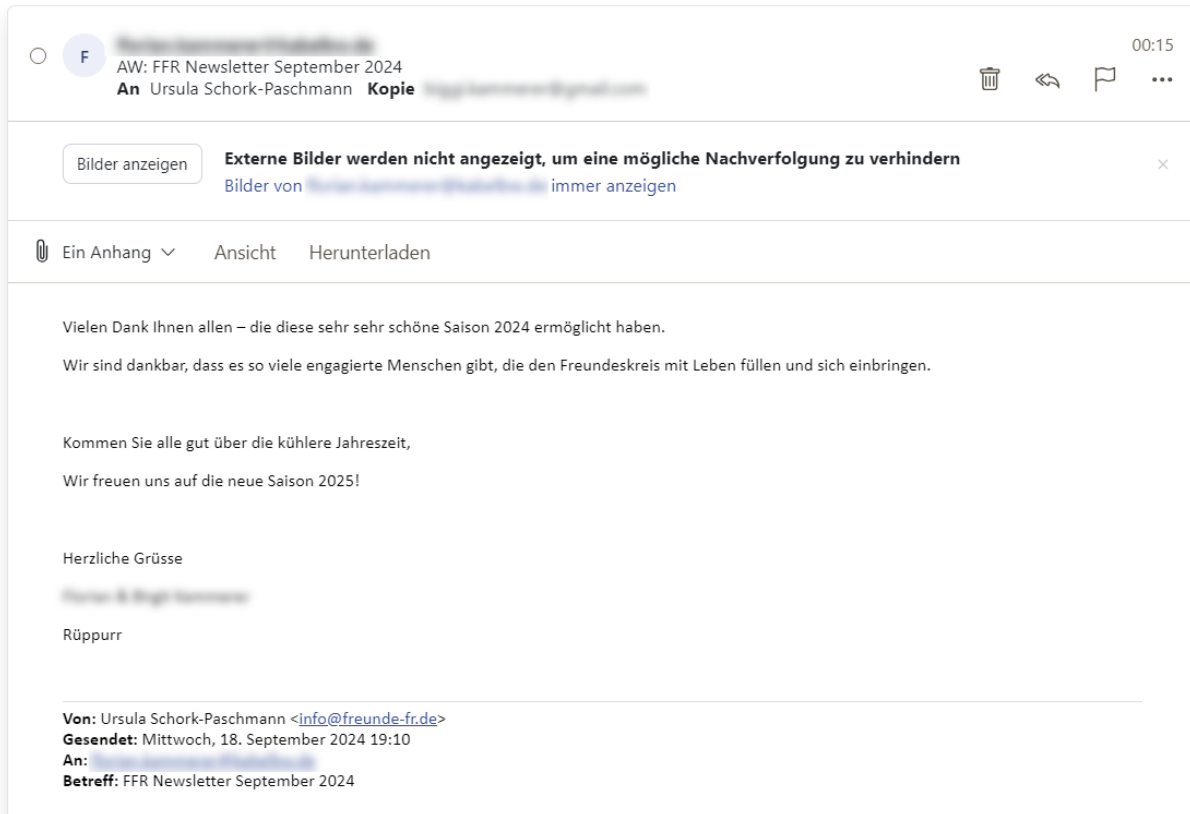 F
00:15
AW: FFR Newsletter September 2024
An Ursula Schork-Paschmann Kopie
Bilder anzeigen
Externe Bilder werden nicht angezeigt, um eine mögliche Nachverfolgung zu verhindern
Bilder von immer anzeigen
Ein Anhang Ansicht Herunterladen
Vielen Dank Ihnen allen – die diese sehr sehr schöne Saison 2024 ermöglicht haben.
Wir sind dankbar, dass es so viele engagierte Menschen gibt, die den Freundeskreis mit Leben füllen und sich einbringen.
Kommen Sie alle gut über die kühlere Jahreszeit,
Wir freuen uns auf die neue Saison 2025!
Herzliche Grüsse
Rüppurr
Von: Ursula Schork-Paschmann <info@freunde-fr.de>
Gesendet: Mittwoch, 18. September 2024 19:10
An:
Betreff: FFR Newsletter September 2024